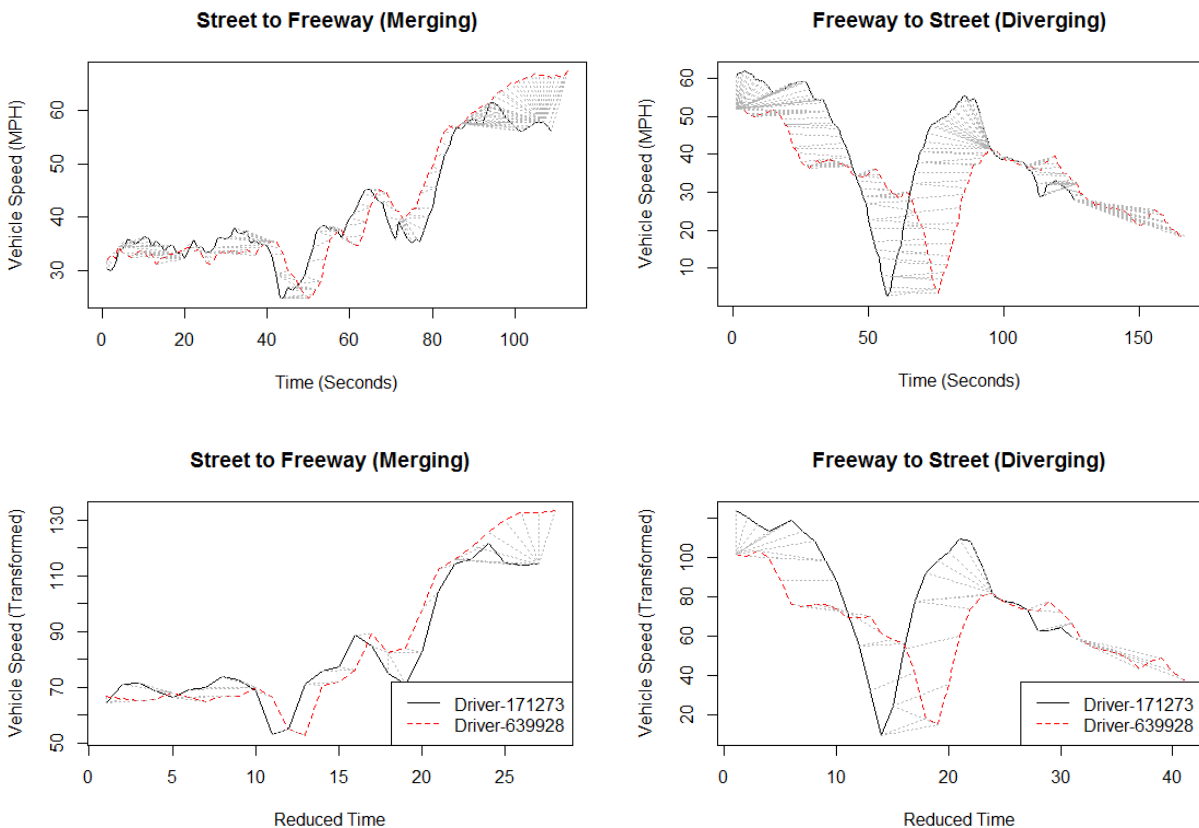 Street to Freeway (Merging)
Vehicle Speed (MPH)
30 40 50 60
0 20 40 60 80 100
Time (Seconds)
Freeway to Street (Diverging)
Vehicle Speed (MPH)
10 20 30 40 50 60
0 50 100 150
Time (Seconds)
Street to Freeway (Merging)
Vehicle Speed (Transformed)
50 70 90 110 130
0 5 10 15 20 25
Reduced Time
Driver-171273
Driver-639928
Freeway to Street (Diverging)
Vehicle Speed (Transformed)
20 40 60 80 100
0 10 20 30 40
Reduced Time
Driver-171273
Driver-639928